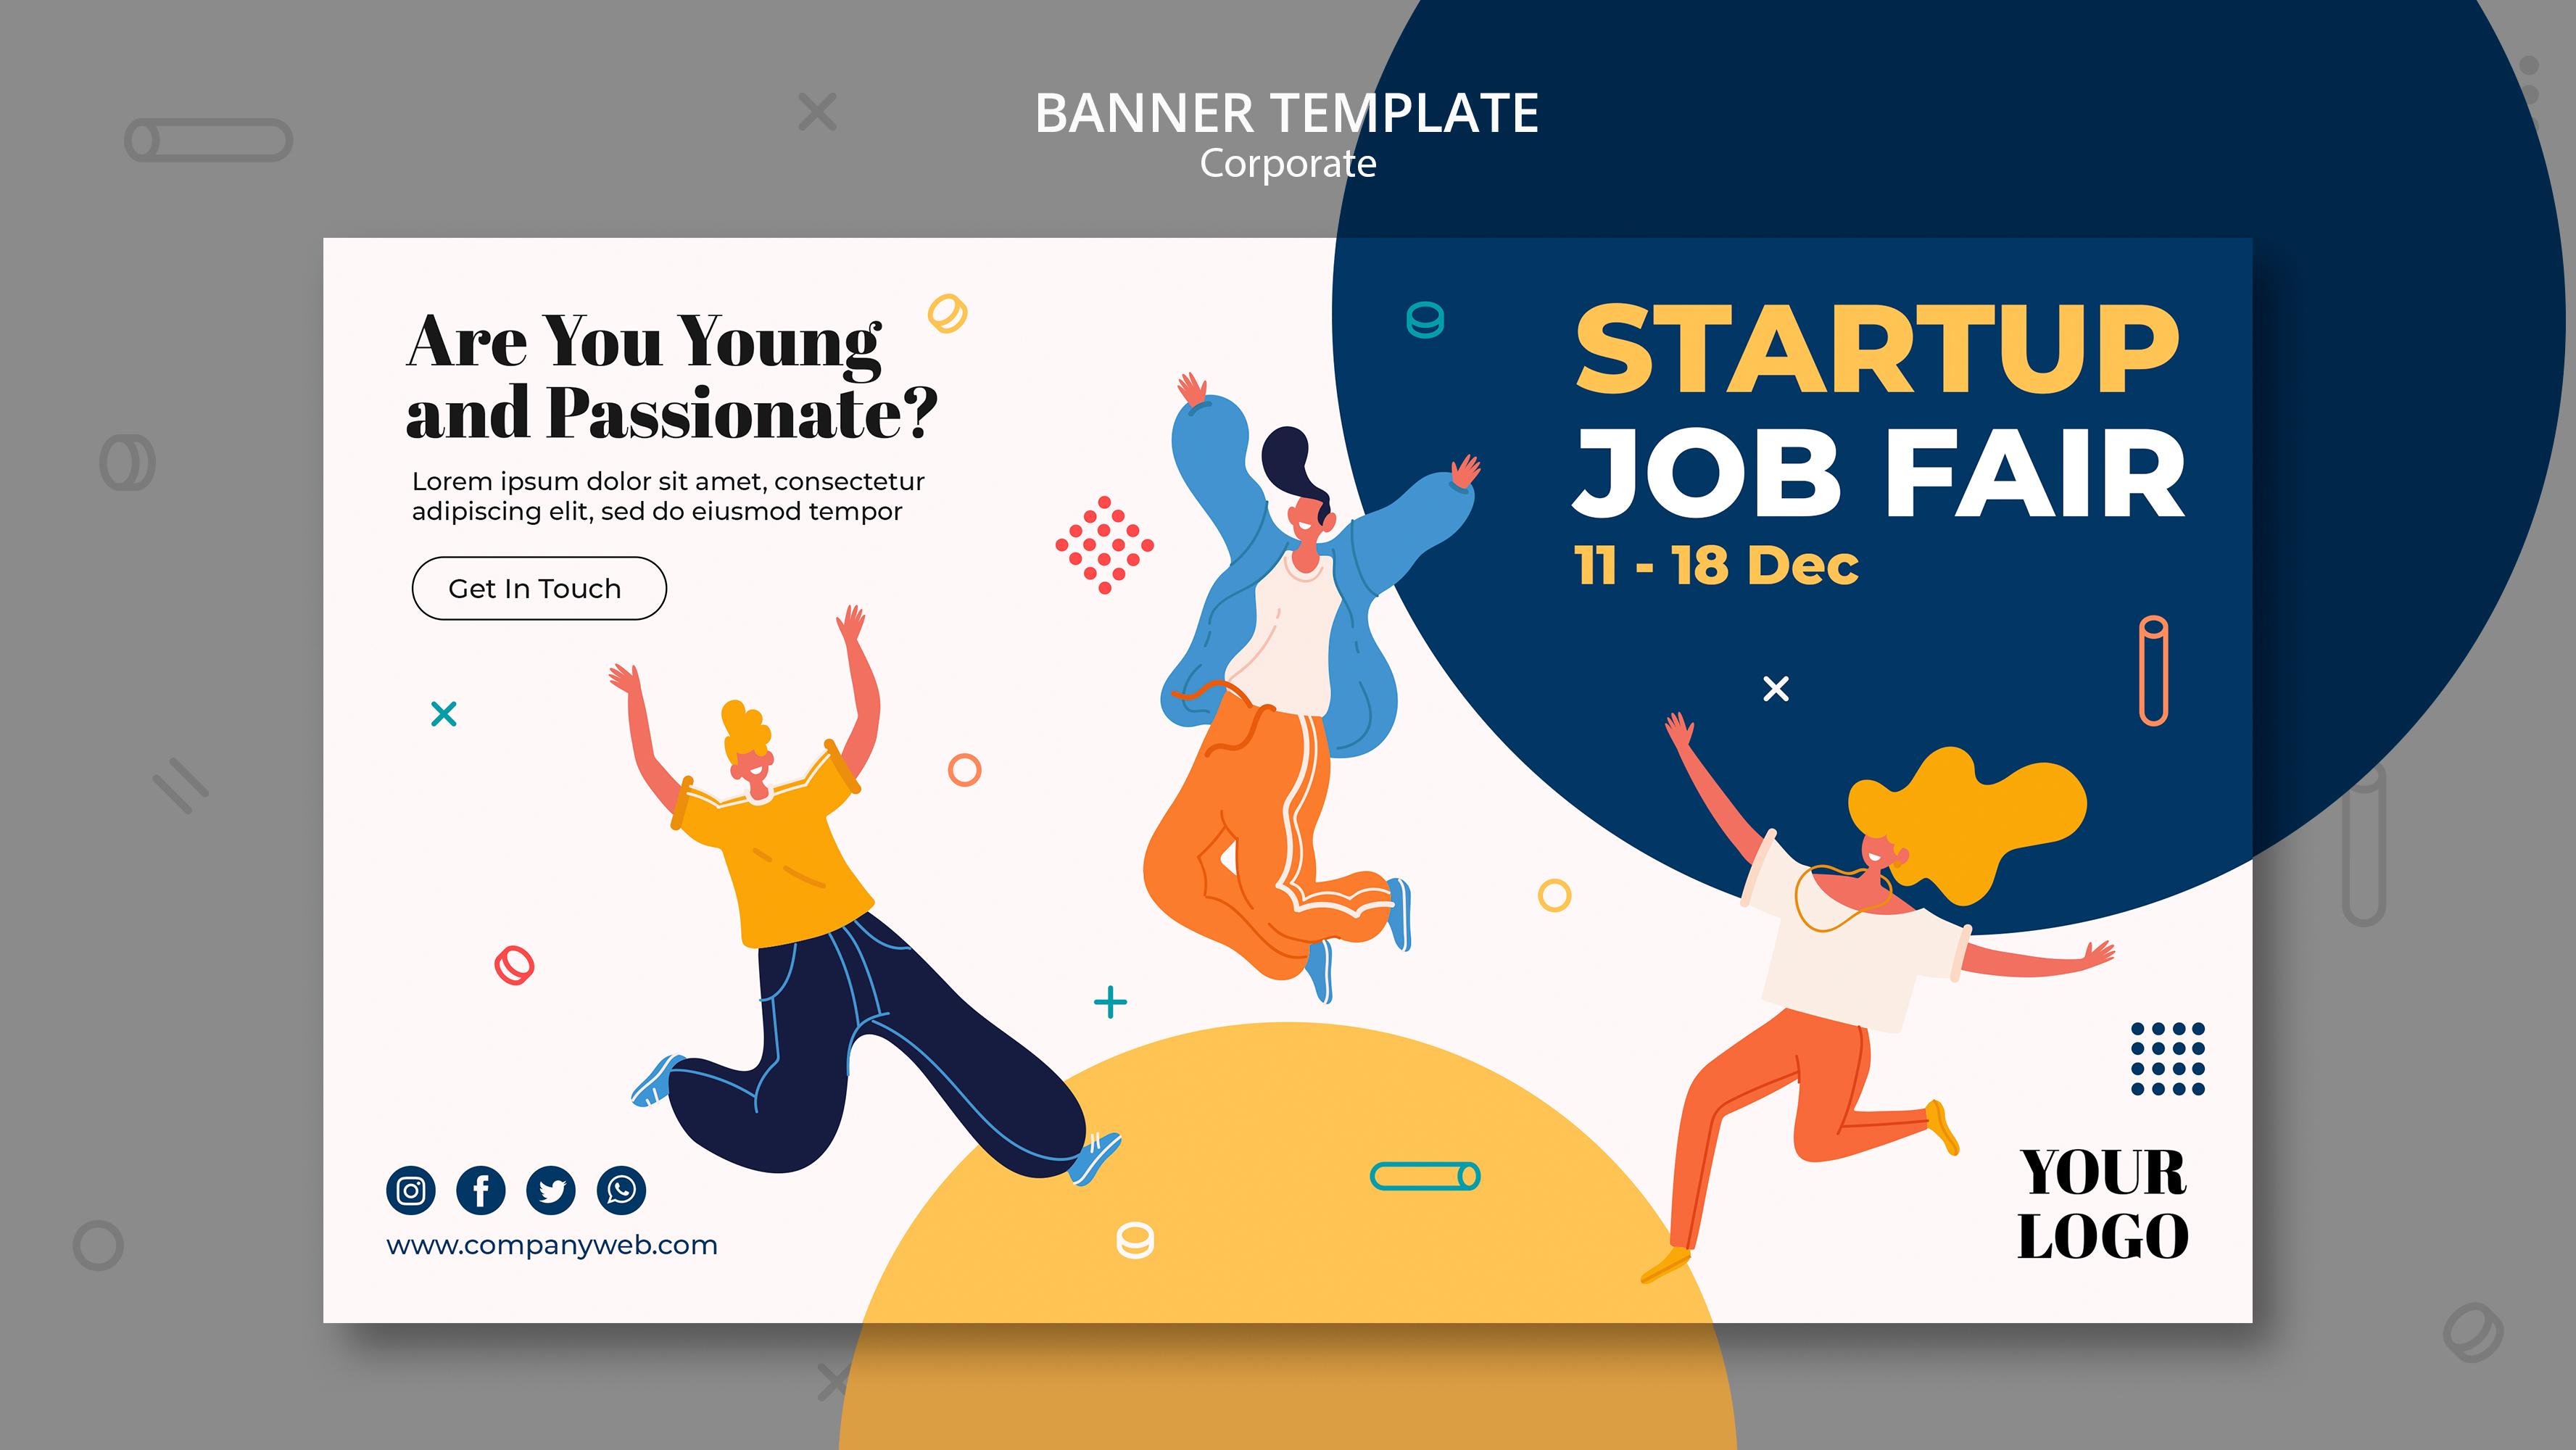 BANNER TEMPLATE
Corporate
Are You Young
and Passionate?
Lorem ipsum dolor sit amet, consectetur
adipiscing elit, sed do eiusmod tempor
Get In Touch
STARTUP
JOB FAIR
11 - 18 Dec
www.companyweb.com
YOUR
LOGO